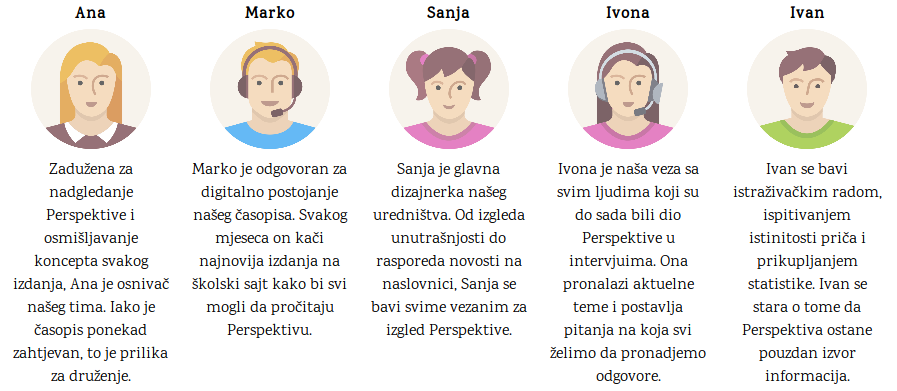 Ana
Zadužena za
nadgledanje
Perspektive i
osmišljavanje
koncepta svakog
izdanja, Ana je osnivač
našeg tima. Iako je
časopis ponekad
zahtjevan, to je prilika
za druženje.
Marko
Marko je odgovoran za
digitalno postojanje
našeg časopisa. Svakog
mjeseca on kači
najnovija izdanja na
školski sajt kako bi svi
mogli da pročitaju
Perspektivu.
Sanja
Sanja je glavna
dizajnerka našeg
uredništva. Od izgleda
unutrašnjosti do
rasporeda novosti na
naslovnici, Sanja se
bavi svime vezanim za
izgled Perspektive.
Ivona
Ivona je naša veza sa
svim ljudima koji su
do sada bili dio
Perspektive u
intervjuima. Ona
pronalazi aktuelne
teme i postavlja
pitanja na koja svi
želimo da pronadjemo
odgovore.
Ivan
Ivan se bavi
istraživačkim radom,
ispitivanjem
istinitosti priča i
prikupljanjem
statistike. Ivan se
stara o tome da
Perspektiva ostane
pouzdan izvor
informacija.